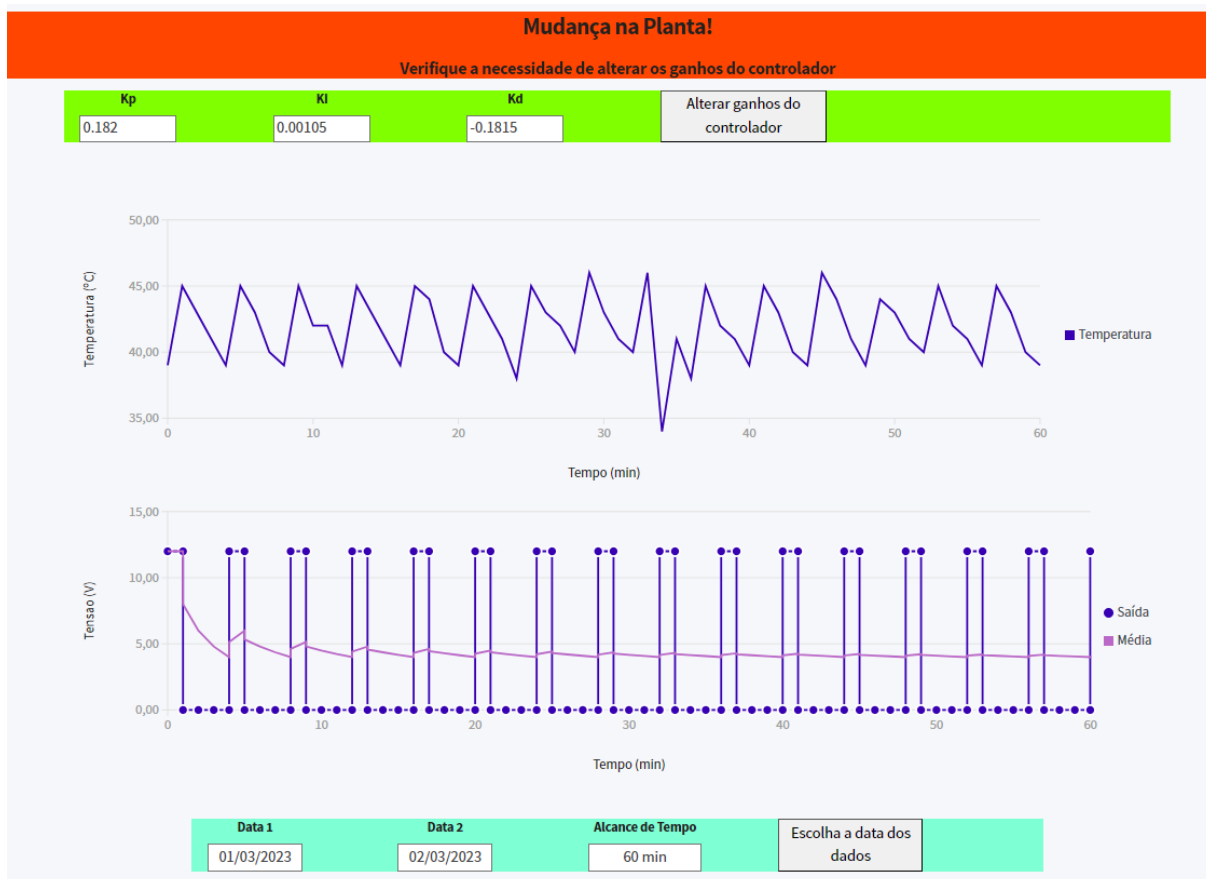 Mudança na Planta!
Verifique a necessidade de alterar os ganhos do controlador
Kp
KI
Kd
0.182
0.00105
-0.1815
Alterar ganhos do
controlador
50,00
45,00
40,00
35,00
Temperatura (°C)
0
10
20
30
40
50
60
Tempo (min)
Temperatura
15,00
10,00
5,00
0,00
Tensao (V)
0
10
20
30
40
50
60
Tempo (min)
Saída
Média
Data 1
Data 2
Alcance de Tempo
01/03/2023
02/03/2023
60 min
Escolha a data dos
dados